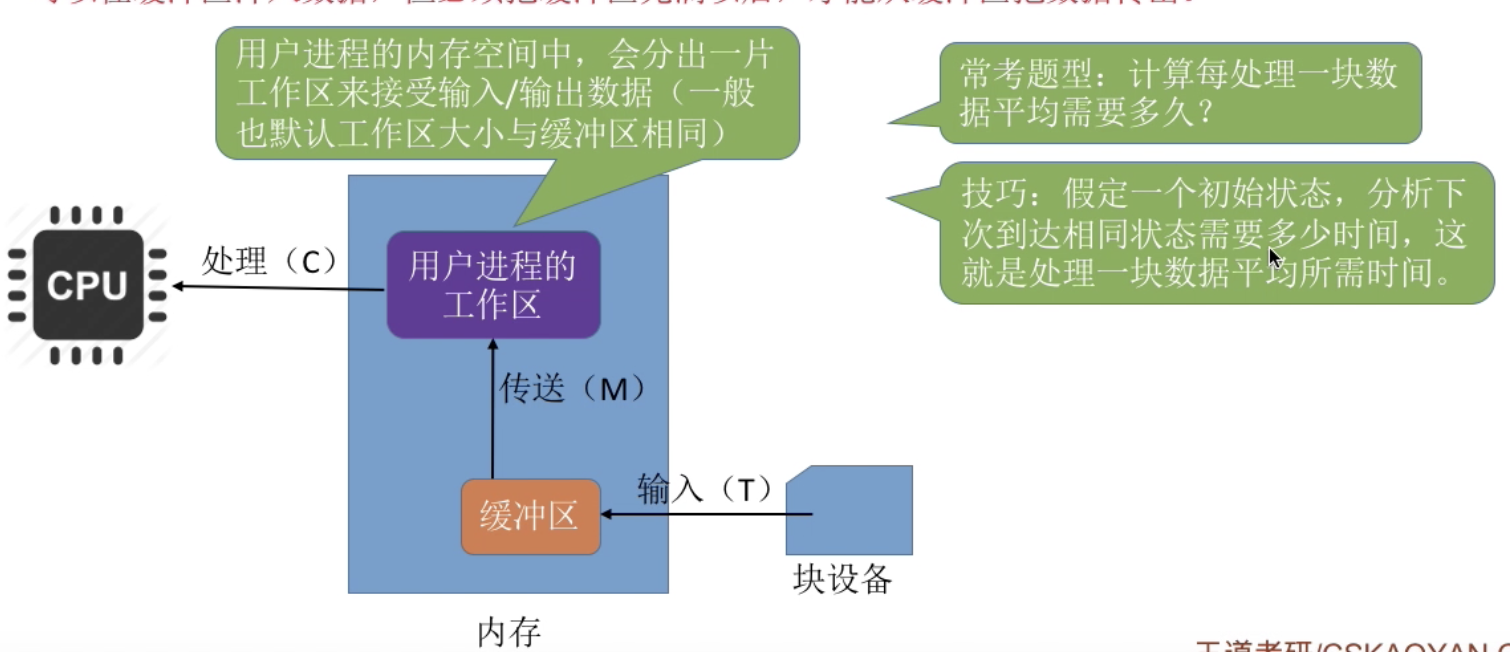 用户进程的内存空间中，会分出一片
工作区来接受输入/输出数据（一般
也默认工作区大小与缓冲区相同）
常考题型：计算每处理一块数
据平均需要多久？
技巧：假定一个初始状态，分析下
次到达相同状态需要多少时间，这
就是处理一块数据平均所需时间。
CPU
处理（C）
用户进程的
工作区
传送（M）
缓冲区
输入（T）
块设备
内存